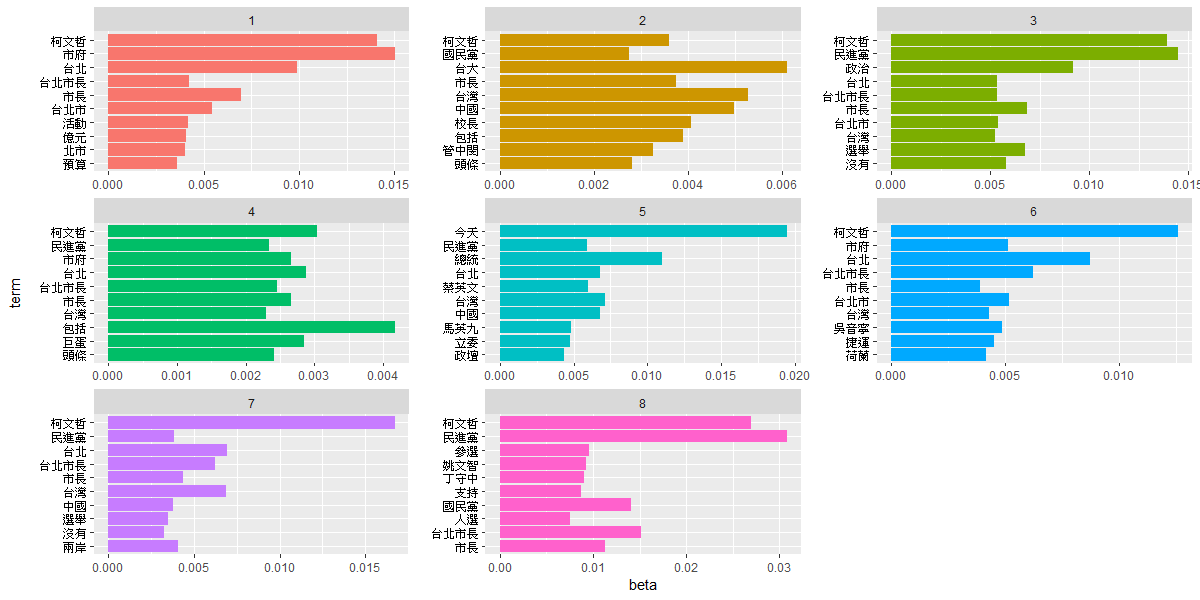 1
柯文哲
市府
台北
台北市長
市長
台北市
活動
億元
北市
預算
0.000
0.005
0.010
0.015
2
柯文哲
國民黨
台大
市長
台灣
中國
校長
包括
管中閔
頭條
0.000
0.002
0.004
0.006
3
柯文哲
民進黨
政治
台北
台北市長
市長
台北市
台灣
選舉
沒有
0.000
0.005
0.010
0.015
4
柯文哲
民進黨
市府
台北
台北市長
市長
台灣
包括
巨蛋
頭條
0.000
0.001
0.002
0.003
0.004
5
今天
民進黨
總統
台北
蔡英文
台灣
中國
馬英九
立委
政壇
0.000
0.005
0.010
0.015
0.020
6
柯文哲
市府
台北
台北市長
市長
台北市
台灣
吳音寧
捷運
荷蘭
0.000
0.005
0.010
7
柯文哲
民進黨
台北
台北市長
市長
台灣
中國
選舉
沒有
兩岸
0.000
0.005
0.010
0.015
8
柯文哲
民進黨
參選
姚文智
丁守中
支持
國民黨
人選
台北市長
市長
0.00
0.01
0.02
0.03
term
beta